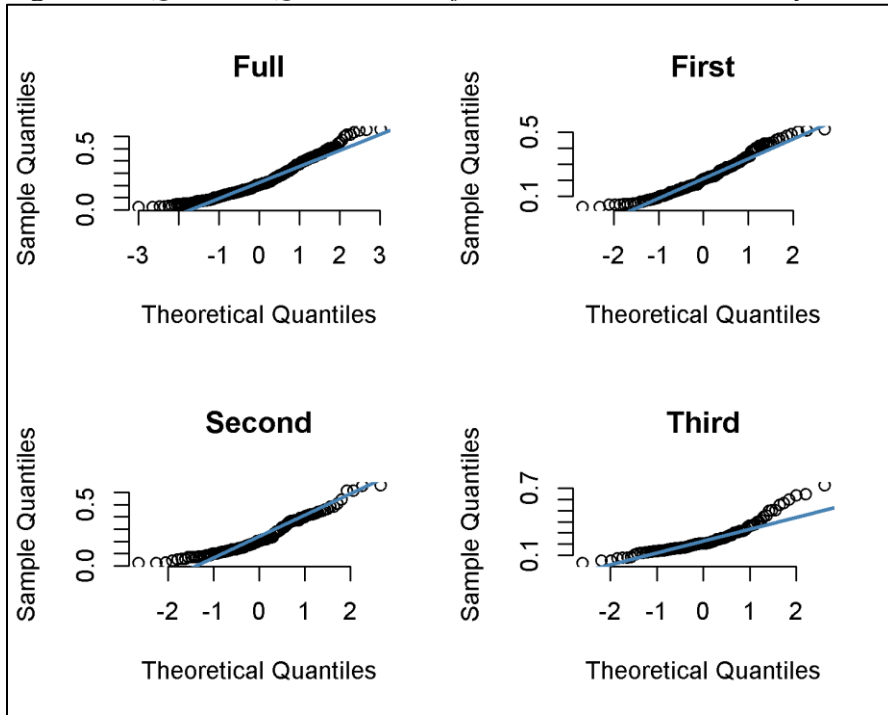 Full
Sample Quantiles
0.0 0.5
-3 -1 0 1 2 3
Theoretical Quantiles
First
Sample Quantiles
0.1 0.5
-2 -1 0 1 2
Theoretical Quantiles
Second
Sample Quantiles
0.0 0.5
-2 -1 0 1 2
Theoretical Quantiles
Third
Sample Quantiles
0.1 0.7
-2 -1 0 1 2
Theoretical Quantiles